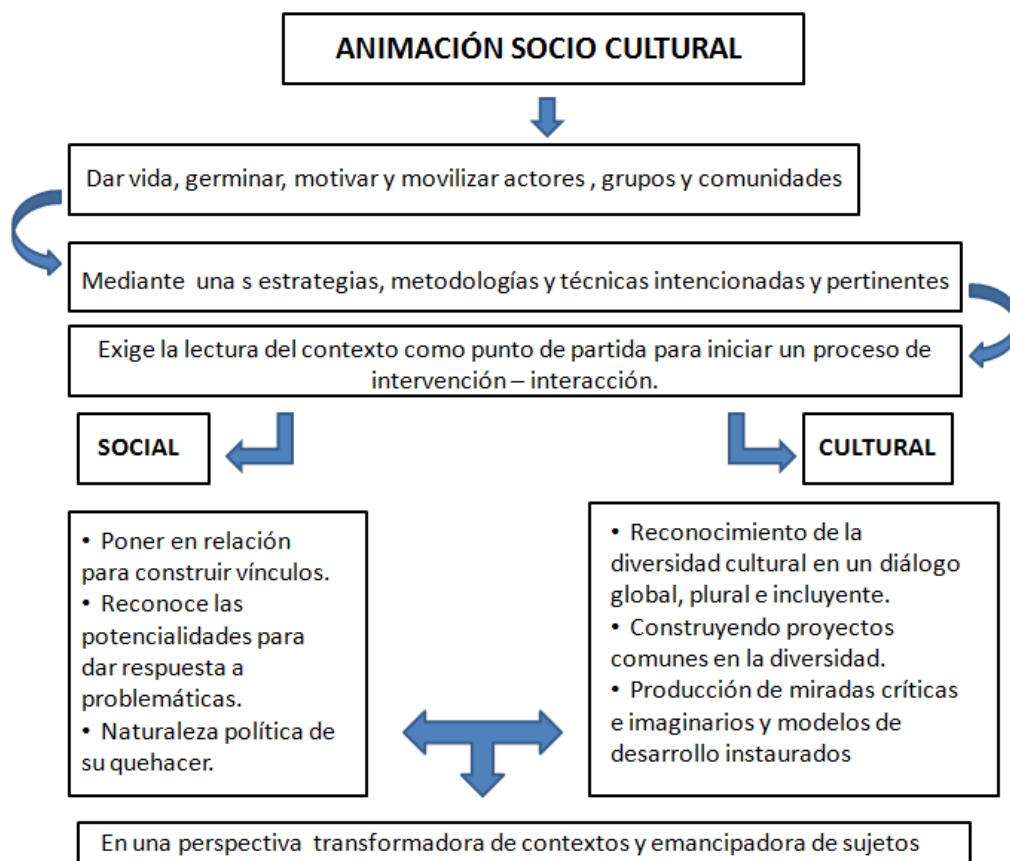 ANIMACIÓN SOCIO CULTURAL
Dar vida, germinar, motivar y movilizar actores , grupos y comunidades
Mediante una s estrategias, metodologías y técnicas intencionadas y pertinentes
Exige la lectura del contexto como punto de partida para iniciar un proceso de
intervención – interacción.
SOCIAL
CULTURAL
• Poner en relación
para construir vínculos.
• Reconoce las
potencialidades para
dar respuesta a
problemáticas.
• Naturaleza política de
su quehacer.
• Reconocimiento de la
diversidad cultural en un diálogo
global, plural e incluyente.
• Construyendo proyectos
comunes en la diversidad.
• Producción de miradas críticas
e imaginarios y modelos de
desarrollo instaurados
En una perspectiva transformadora de contextos y emancipadora de sujetos